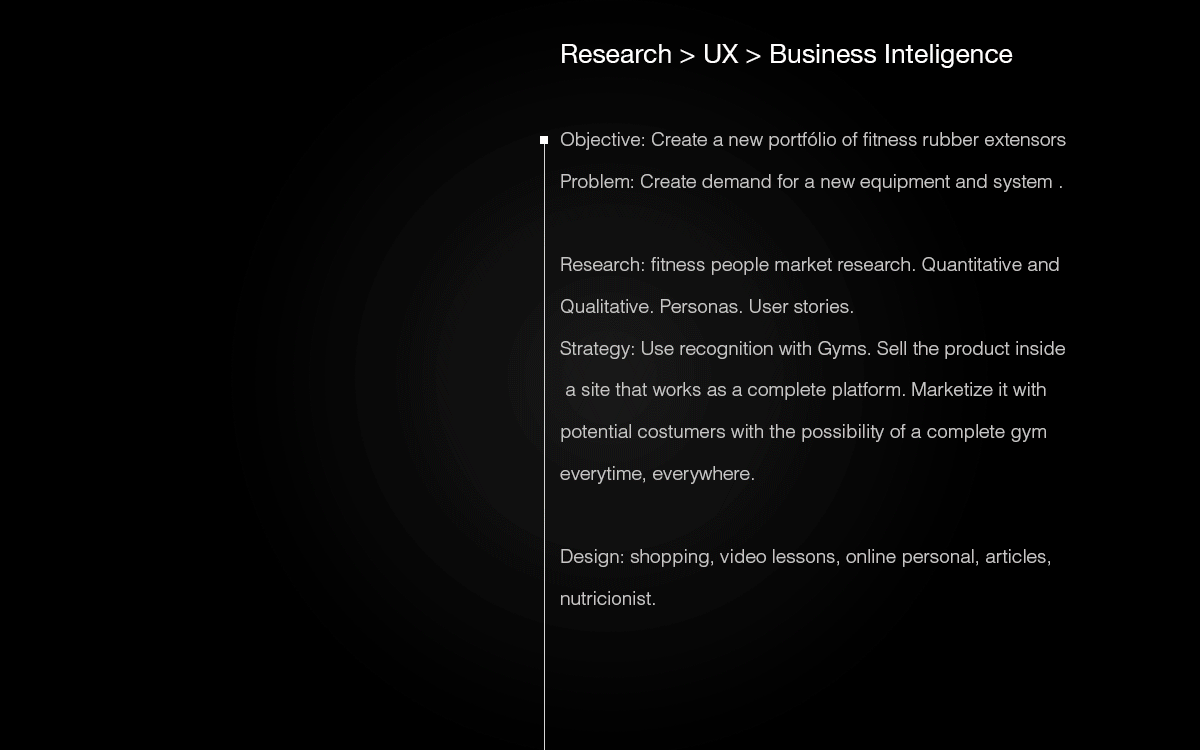 Research > UX > Business Inteligence
Objective: Create a new portfólio of fitness rubber extensors
Problem: Create demand for a new equipment and system .
Research: fitness people market research. Quantitative and
Qualitative. Personas. User stories.
Strategy: Use recognition with Gyms. Sell the product inside
a site that works as a complete platform. Marketize it with
potential costumers with the possibility of a complete gym
everytime, everywhere.
Design: shopping, video lessons, online personal, articles,
nutricionist.